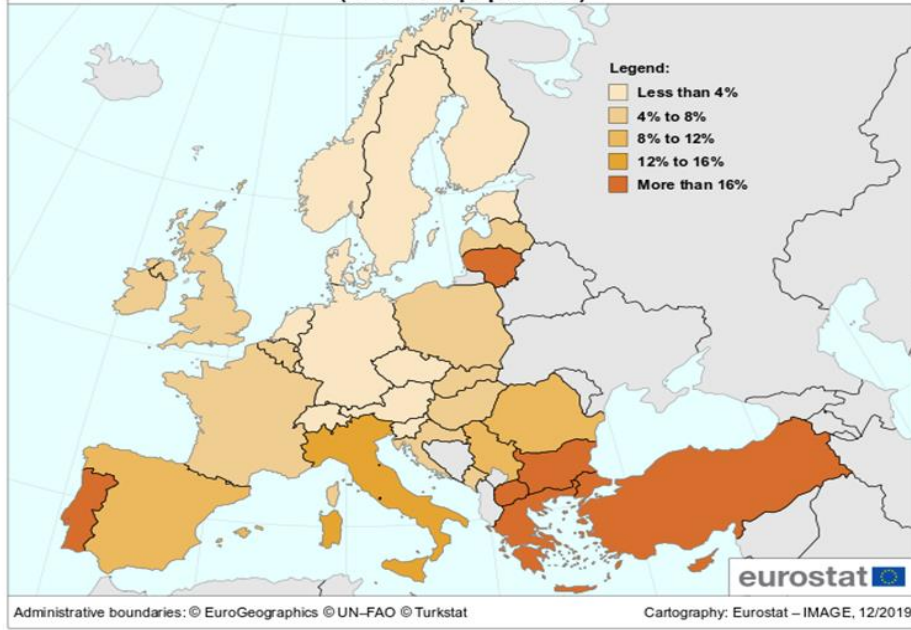 Legend:
Less than 4%
4% to 8%
8% to 12%
12% to 16%
More than 16%
eurostat
Administrative boundaries: © EuroGeographics © UN–FAO © Turkstat
Cartography: Eurostat – IMAGE, 12/2019